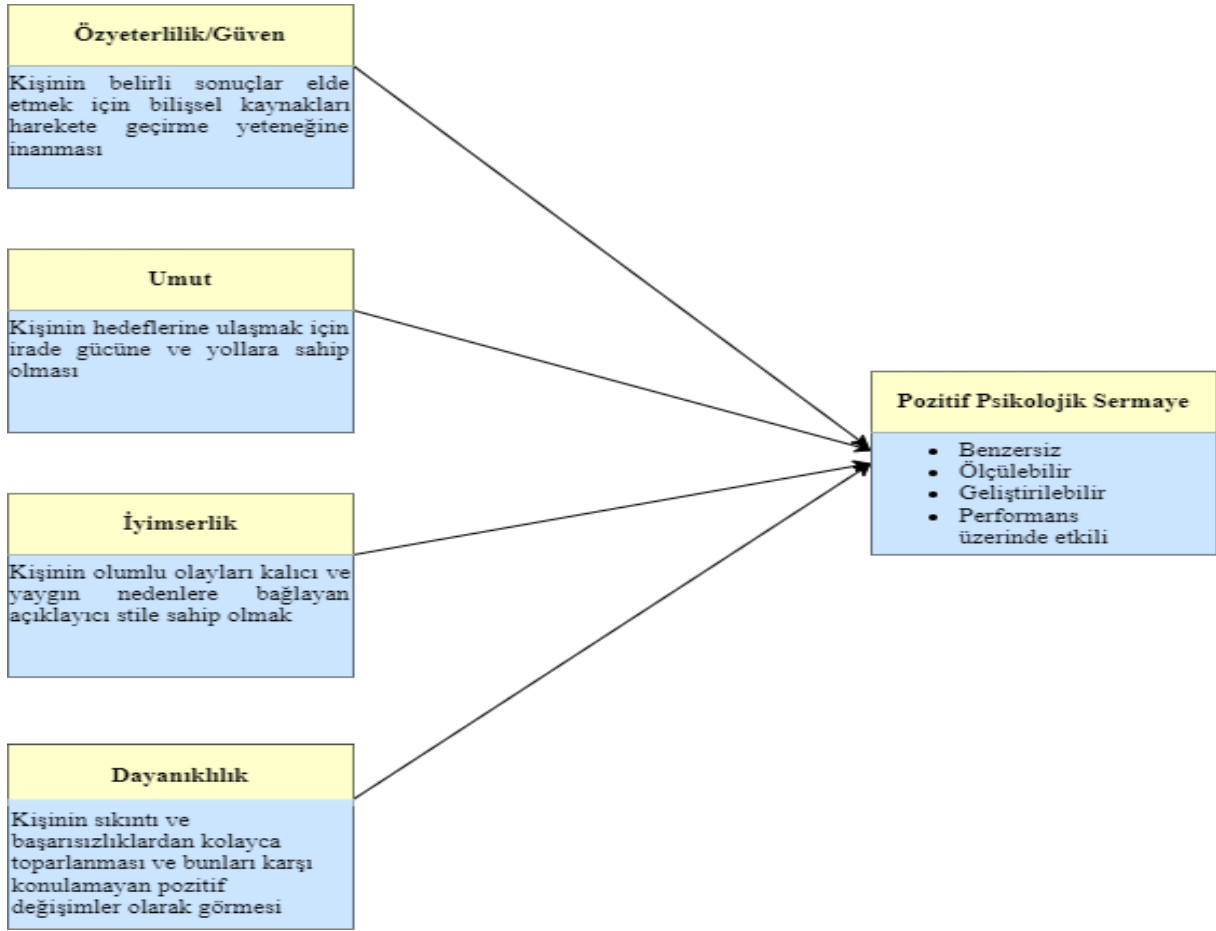 Özyeterlilik/Güven
Kişinin belirli sonuçlar elde
etmek için bilişsel kaynakları
harekete geçirme yeteneğine
inanması
Umut
Kişinin hedeflerine ulaşmak için
irade gücüne ve yollara sahip
olması
İyimserlik
Kişinin olumlu olayları kalıcı ve
yaygın nedenlere bağlayan
açıklayıcı stile sahip olmak
Dayanıklılık
Kişinin sıkıntı ve
başarısızlıklardan kolayca
toparlanması ve bunları karşı
konulamayan pozitif
değişimler olarak görmesi
Pozitif Psikolojik Sermaye
• Benzersiz
• Ölçülebilir
• Geliştirilebilir
• Performans
üzerinde etkili